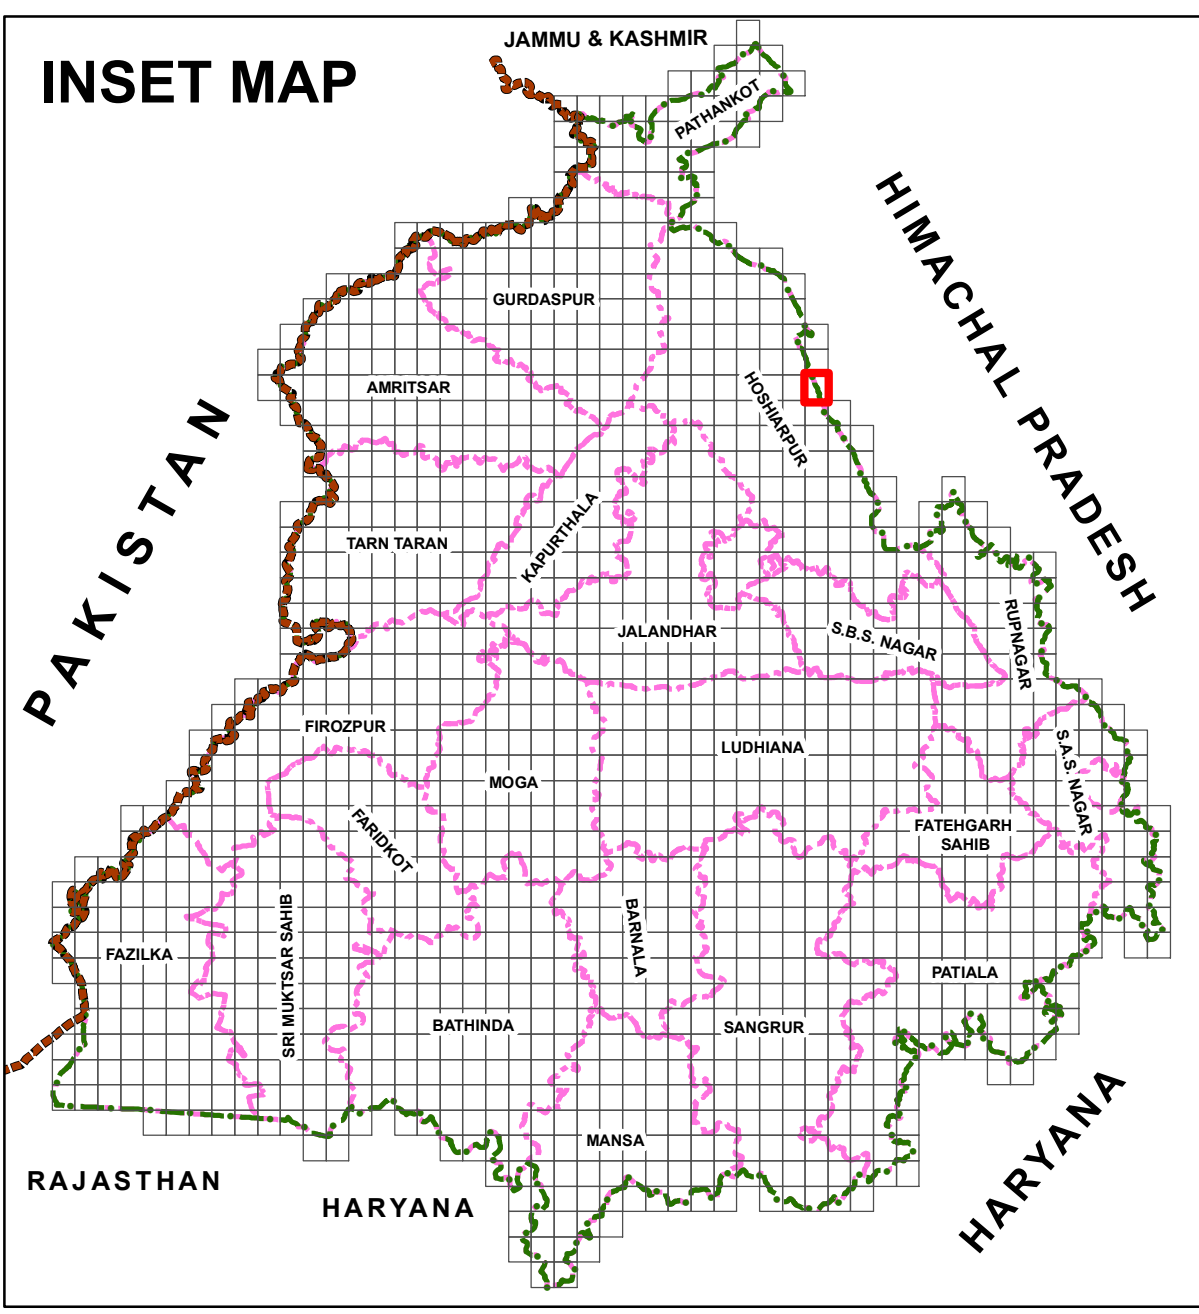 JAMMU & KASHMIR
INSET MAP
PATHANKOT
HIMACHAL PRADESH
GURDASPUR
AMRITSAR
HOSHIARPUR
PAKISTAN
KAPURTHALA
TARN TARAN
JALANDHAR
S.B.S. NAGAR
RUPNAGAR
FIROZPUR
LUDHIANA
S.A.S. NAGAR
MOGA
FARIDKOT
FATEHGARH
SAHIB
SRI MUKTSAR SAHIB
BARNALA
FAZILKA
PATIALA
BATHINDA
SANGRUR
MANSA
HARYANA
RAJASTHAN
HARYANA